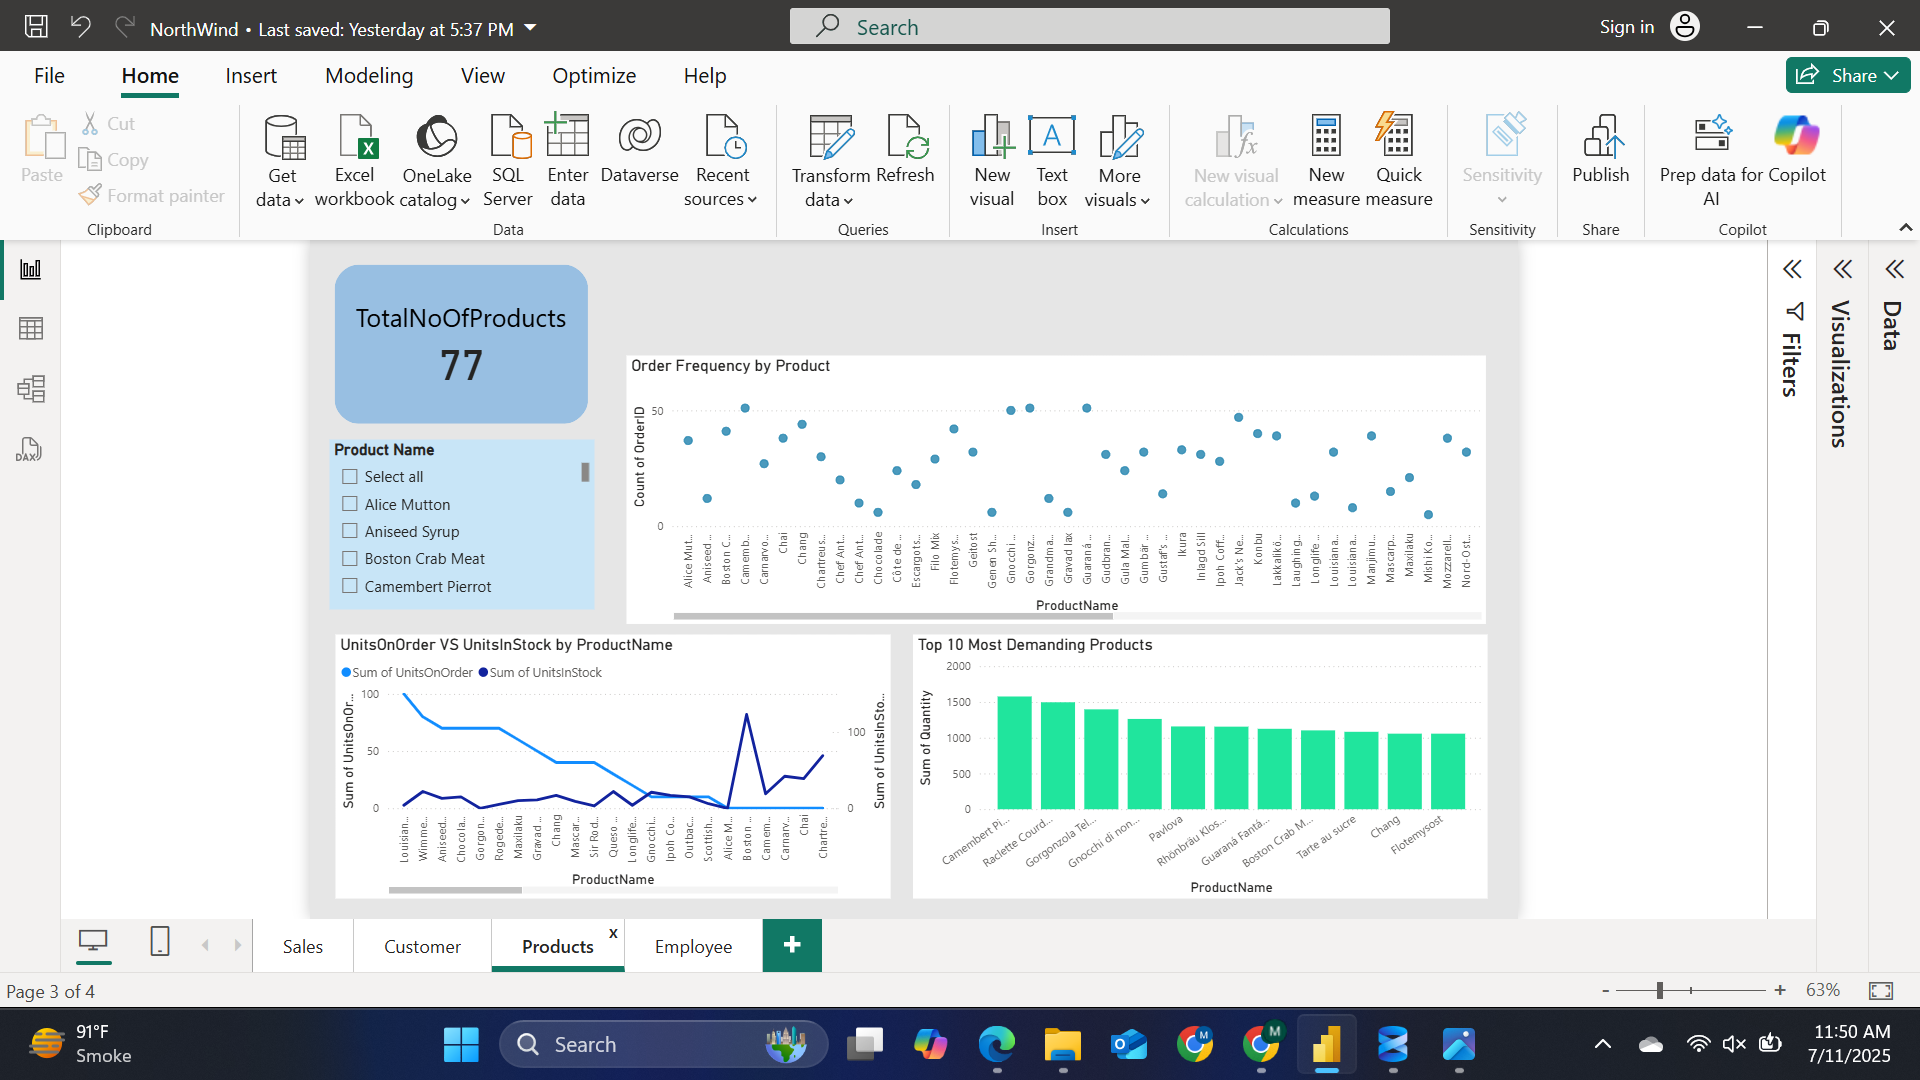 NorthWind • Last saved: Yesterday at 5:37 PM
Search
Sign in
File
Home
Insert
Modeling
View
Optimize
Help
Share
Paste
Cut
Copy
Format painter
Clipboard
Get data
Excel workbook
OneLake catalog
SQL Server
Enter data
Dataverse
Recent sources
Data
Transform data
Refresh
Queries
New visual
Text box
More visuals
Insert
New visual calculation
New measure
Quick measure
Calculations
Sensitivity
Sensitivity
Publish
Share
Prep data for AI
Copilot
Copilot
DAX
TotalNoOfProducts
77
Product Name
Select all
Alice Mutton
Aniseed Syrup
Boston Crab Meat
Camembert Pierrot
Order Frequency by Product
Count of OrderID
50
0
Alice Mut...
Aniseed ...
Boston C...
Camemb...
Carnarvo...
Chai
Chang
Chartreus...
Chef Ant...
Chef Ant...
Chocolade
Côte de ...
Escargots...
Filo Mix
Flotemys...
Geitost
Genen Sh...
Gnocchi ...
Gorgonz...
Grandma...
Gravad lax
Guaraná ...
Gudbran...
Gula Mal...
Gumbär ...
Gustaf's ...
Ikura
Inlagd Sill
Ipoh Coff...
Jack's Ne...
Konbu
Lakkalikö...
Laughing...
Longlife ...
Louisiana...
Louisiana...
Manjimu...
Mascarp...
Maxilaku
Mishi Ko...
Mozzarell...
Nord-Ost...
ProductName
UnitsOnOrder VS UnitsInStock by ProductName
Sum of UnitsOnOrder
Sum of UnitsInStock
Sum of UnitsOnOr...
100
50
0
100
0
Sum of UnitsInSto...
Louisian...
Wimme...
Aniseed...
Chocola...
Gorgon...
Rogede...
Maxilaku
Gravad ...
Chang
Mascar...
Sir Rod...
Queso ...
Longlife...
Gnocchi...
Ipoh Co...
Outbac...
Scottish...
Alice M...
Boston ...
Camem...
Carnarv...
Chai
Chartre...
ProductName
Top 10 Most Demanding Products
Sum of Quantity
2000
1500
1000
500
0
Camembert Pi...
Raclette Courd...
Gorgonzola Tel...
Gnocchi di non...
Pavlova
Rhönbräu Klos...
Guaraná Fantá...
Boston Crab M...
Tarte au sucre
Chang
Flotemysost
ProductName
Filters
Visualizations
Data
Sales
Customer
Products
x
Employee
+
Page 3 of 4
- + 63%
91°F
Smoke
Search
M
M
11:50 AM
7/11/2025